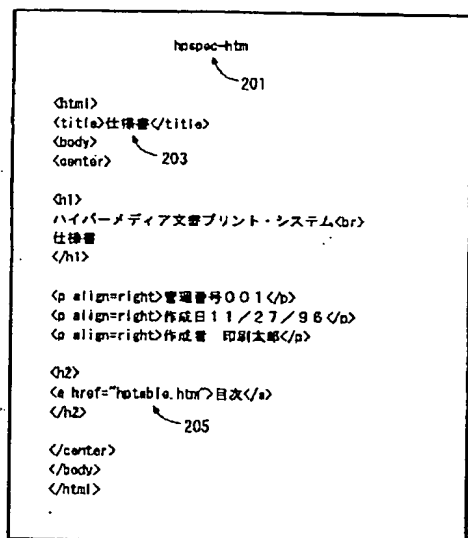 hpspec-htm
201
<html>
<title>仕様書</title>
203
<body>
<center>
<h1>
ハイパーメディア文書プリント・システム<br>
仕様書
</h1>
<p align=right>管理番号001</p>
<p align=right>作成日11/27/96</p>
<p align=right>作成者 印刷太郎</p>
<h2>
<a href="hptable.htm">目次</a>
205
</h2>
</center>
</body>
</html>